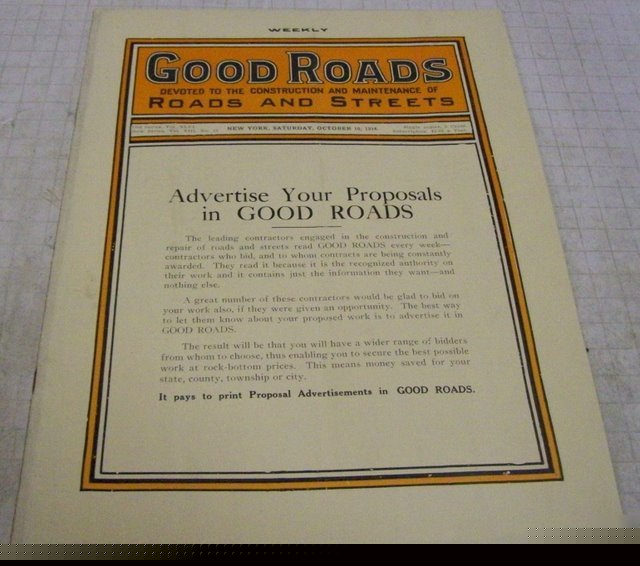 WEEKLY
GOOD ROADS
DEVOTED TO THE CONSTRUCTION AND MAINTENANCE OF
ROADS AND STREETS
NEW YORK, SATURDAY, OCTOBER 10, 1914.
Advertise Your Proposals
in GOOD ROADS
The leading contractors engaged in the construction and
repair of roads and streets read GOOD ROADS every week—
contractors who bid, and to whom contracts are being constantly
awarded. They read it because it is the recognized authority on
their work and it contains just the information they want—and
nothing else.
A great number of these contractors would be glad to bid on
your work also, if they were given an opportunity. The best way
to let them know about your proposed work is to advertise it in
GOOD ROADS.
The result will be that you will have a wider range of bidders
from whom to choose, thus enabling you to secure the best possible
work at rock-bottom prices. This means money saved for your
state, county, township or city.
It pays to print Proposal Advertisements in GOOD ROADS.